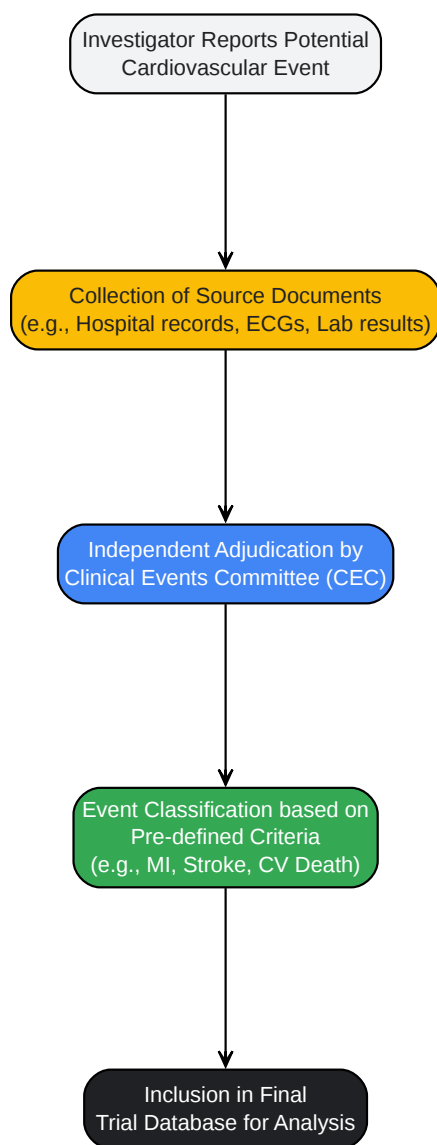 Investigator Reports Potential
Cardiovascular Event
Collection of Source Documents
(e.g., Hospital records, ECGs, Lab results)
Independent Adjudication by
Clinical Events Committee (CEC)
Event Classification based on
Pre-defined Criteria
(e.g., MI, Stroke, CV Death)
Inclusion in Final
Trial Database for Analysis